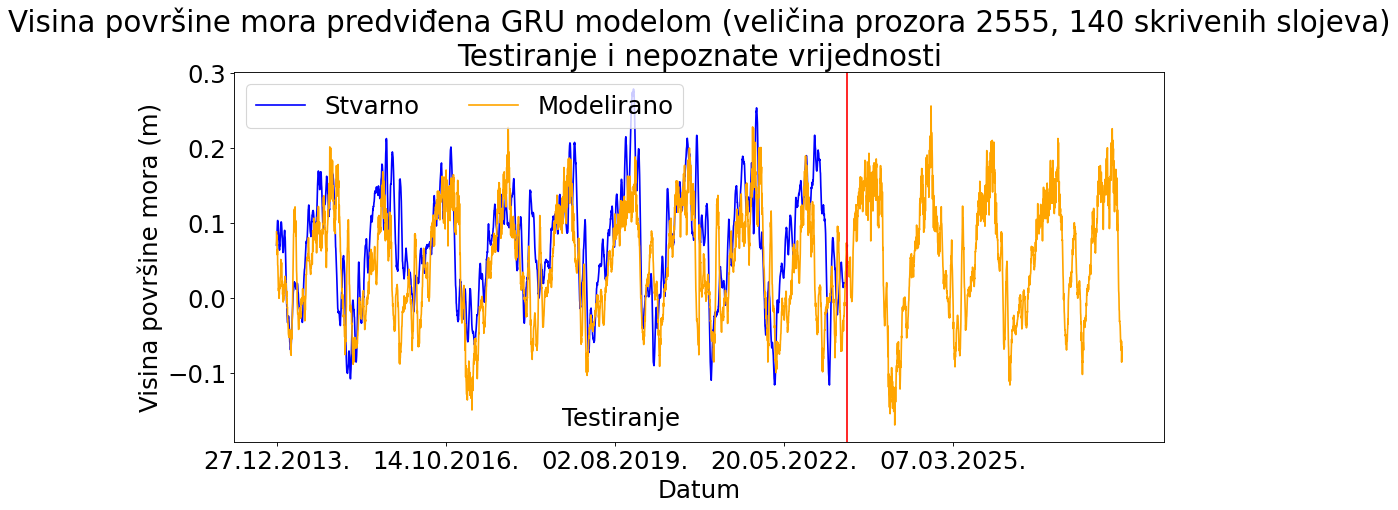 Visina površine mora predviđena GRU modelom (veličina prozora 2555, 140 skrivenih slojeva)
Testiranje i nepoznate vrijednosti
Stvarno
Modelirano
Visina površine mora (m)
0.3
0.2
0.1
0.0
−0.1
Testiranje
27.12.2013.
14.10.2016.
02.08.2019.
20.05.2022.
07.03.2025.
Datum